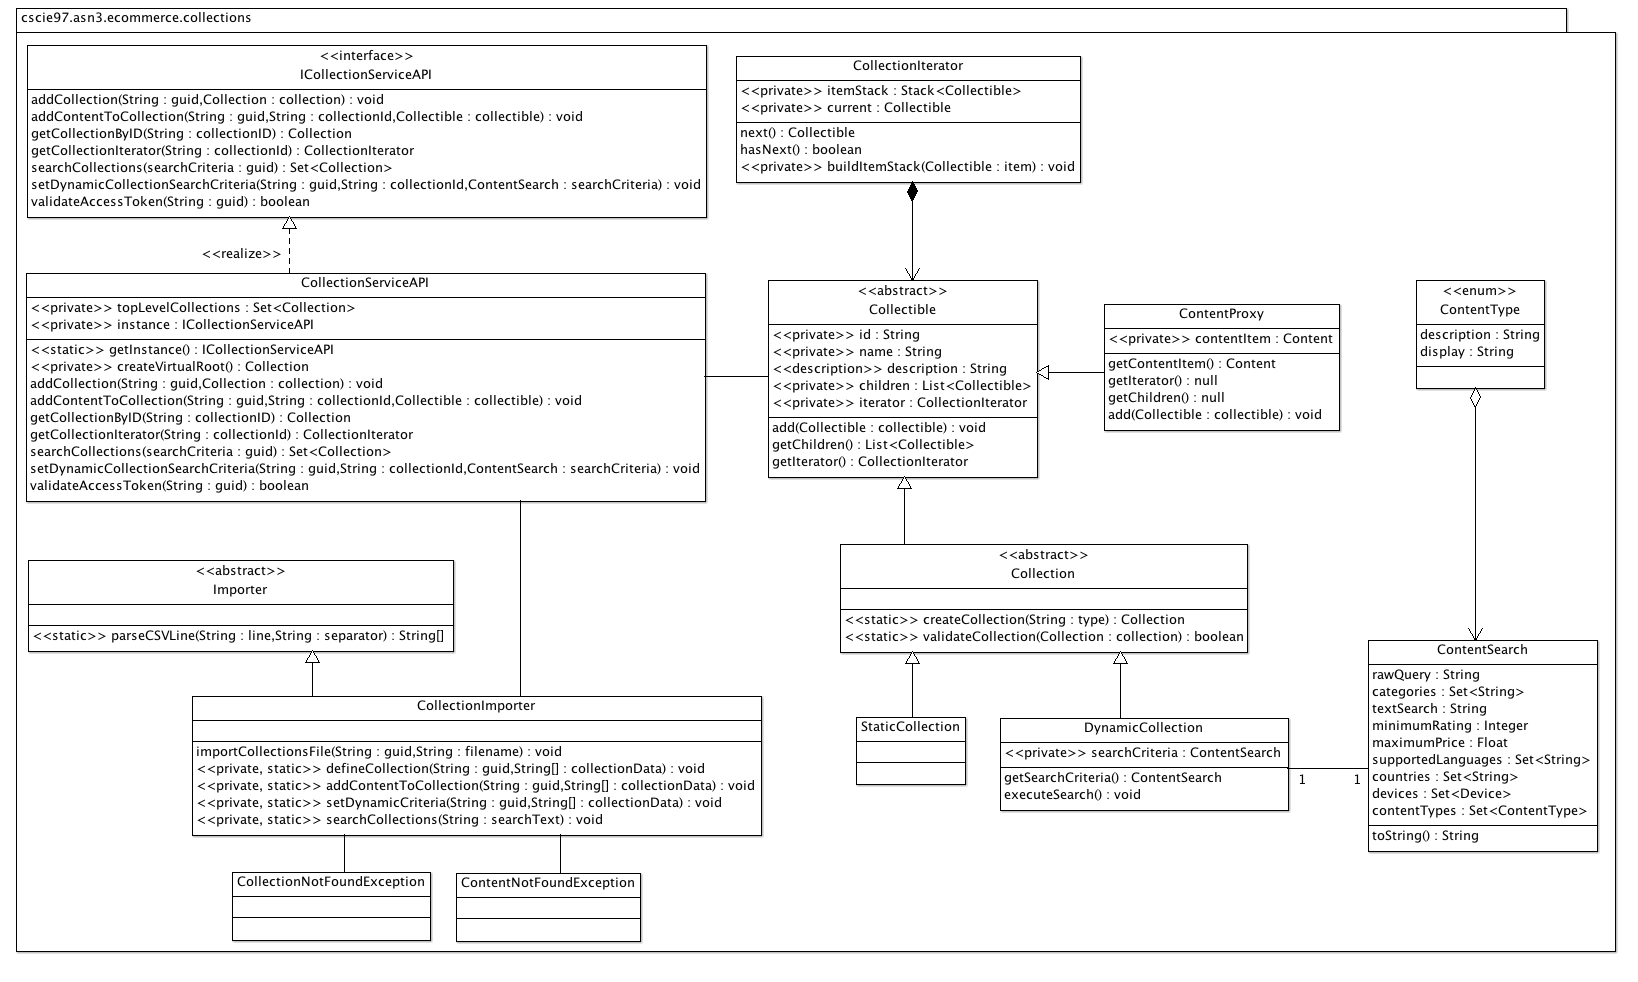 cscie97.asn3.ecommerce.collections
<<interface>>
ICollectionServiceAPI
addCollection(String : guid,Collection : collection) : void
addContentToCollection(String : guid,String : collectionId,Collectible : collectible) : void
getCollectionByID(String : collectionID) : Collection
getCollectionIterator(String : collectionId) : CollectionIterator
searchCollections(searchCriteria : guid) : Set<Collection>
setDynamicCollectionSearchCriteria(String : guid,String : collectionId,ContentSearch : searchCriteria) : void
validateAccessToken(String : guid) : boolean
<<realize>>
CollectionServiceAPI
<<private>> topLevelCollections : Set<Collection>
<<private>> instance : ICollectionServiceAPI
<<static>> getInstance() : ICollectionServiceAPI
<<private>> createVirtualRoot() : Collection
addCollection(String : guid,Collection : collection) : void
addContentToCollection(String : guid,String : collectionId,Collectible : collectible) : void
getCollectionByID(String : collectionID) : Collection
getCollectionIterator(String : collectionId) : CollectionIterator
searchCollections(searchCriteria : guid) : Set<Collection>
setDynamicCollectionSearchCriteria(String : guid,String : collectionId,ContentSearch : searchCriteria) : void
validateAccessToken(String : guid) : boolean
CollectionIterator
<<private>> itemStack : Stack<Collectible>
<<private>> current : Collectible
next() : Collectible
hasNext() : boolean
<<private>> buildItemStack(Collectible : item) : void
<<abstract>>
Collectible
<<private>> id : String
<<private>> name : String
<<description>> description : String
<<private>> children : List<Collectible>
<<private>> iterator : CollectionIterator
add(Collectible : collectible) : void
getChildren() : List<Collectible>
getIterator() : CollectionIterator
ContentProxy
<<private>> contentItem : Content
getContentItem() : Content
getIterator() : null
getChildren() : null
add(Collectible : collectible) : void
<<enum>>
ContentType
description : String
display : String
<<abstract>>
Importer
<<static>> parseCSVLine(String : line,String : separator) : String[]
<<abstract>>
Collection
<<static>> createCollection(String : type) : Collection
<<static>> validateCollection(Collection : collection) : boolean
CollectionImporter
importCollectionsFile(String : guid,String : filename) : void
<<private, static>> defineCollection(String : guid,String[] : collectionData) : void
<<private, static>> addContentToCollection(String : guid,String[] : collectionData) : void
<<private, static>> setDynamicCriteria(String : guid,String[] : collectionData) : void
<<private, static>> searchCollections(String : searchText) : void
StaticCollection
DynamicCollection
<<private>> searchCriteria : ContentSearch
getSearchCriteria() : ContentSearch
executeSearch() : void
1
1
ContentSearch
rawQuery : String
categories : Set<String>
textSearch : String
minimumRating : Integer
maximumPrice : Float
supportedLanguages : Set<String>
countries : Set<String>
devices : Set<Device>
contentTypes : Set<ContentType>
toString() : String
CollectionNotFoundException
ContentNotFoundException